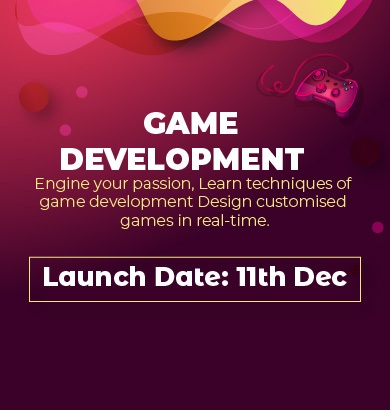 GAME
DEVELOPMENT
Engine your passion, Learn techniques of
game development Design customised
games in real-time.
Launch Date: 11th Dec